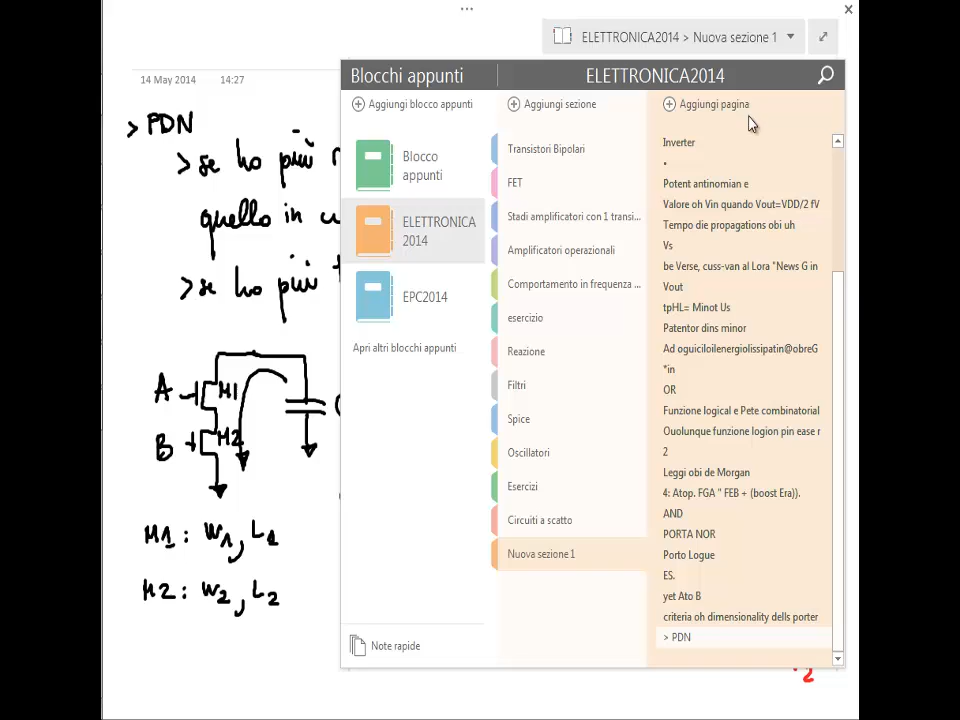 ELETTRONICA2014 > Nuova sezione 1
14 May 2014 14:27
Blocchi appunti
ELETTRONICA2014
Aggiungi blocco appunti
Aggiungi sezione
Aggiungi pagina
Blocco
appunti
ELETTRONICA
2014
EPC2014
Apri altri blocchi appunti
Note rapide
Transistori Bipolari
FET
Stadi amplificatori con 1 transi...
Amplificatori operazionali
Comportamento in frequenza ...
esercizio
Reazione
Filtri
Spice
Oscillatori
Esercizi
Circuiti a scatto
Nuova sezione 1
Inverter
•
Potent antinomian e
Valore oh Vin quando Vout=VDD/2 fV
Tempo die propagations obi uh
Vs
be Verse, cuss-van al Lora "News G in
Vout
tpHL= Minot Us
Patentor dins minor
Ad oguiciloilenergiolissipatin@obreG
*in
OR
Funzione logical e Pete combinatorial
Ouolunque funzione logion pin ease r
2
Leggi obi de Morgan
4: Atop. FGA " FEB + (boost Era)).
AND
PORTA NOR
Porto Logue
ES.
yet Ato B
criteria oh dimensionality dells porter
> PDN
> PDN
> se ho più
quello in
> se ho più
A M1
B M2
M1: W1, L1
M2: W2, L2
2